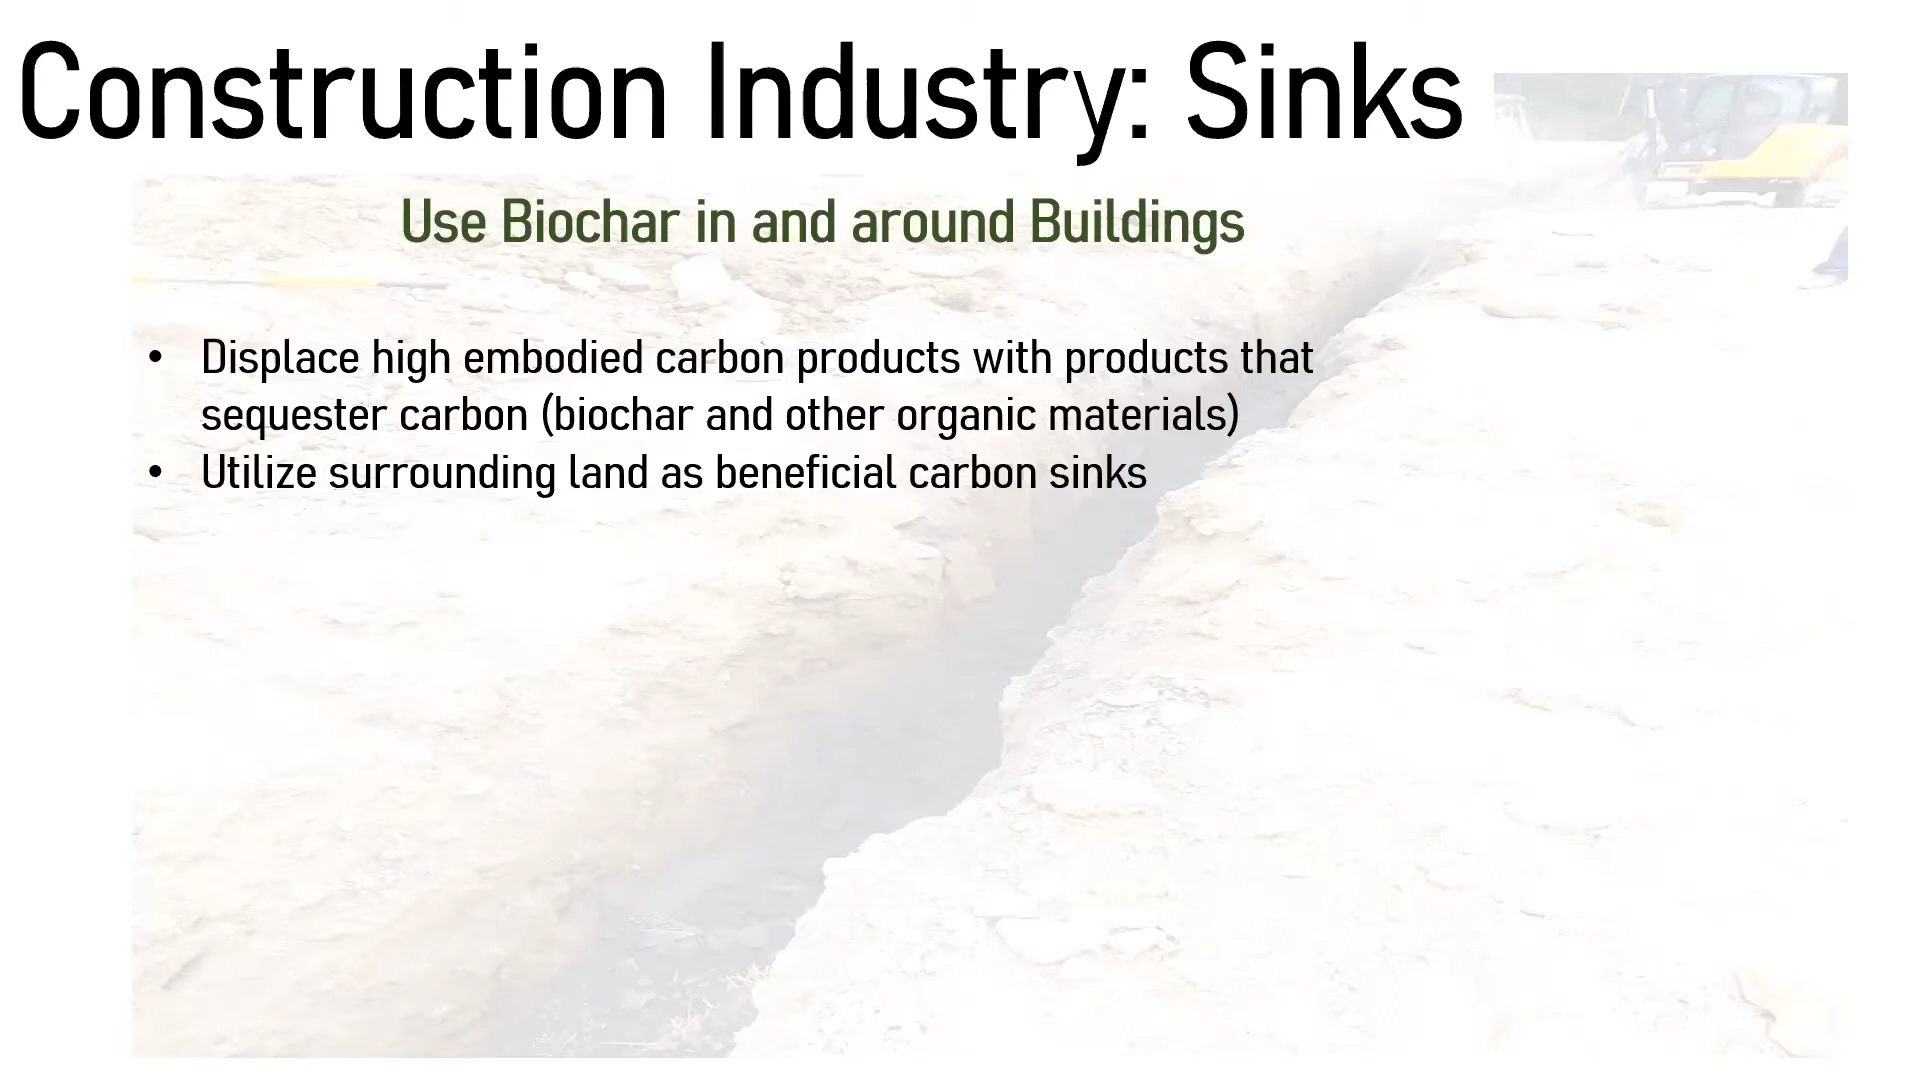 Construction Industry: Sinks
Use Biochar in and around Buildings
• Displace high embodied carbon products with products that
sequester carbon (biochar and other organic materials)
• Utilize surrounding land as beneficial carbon sinks